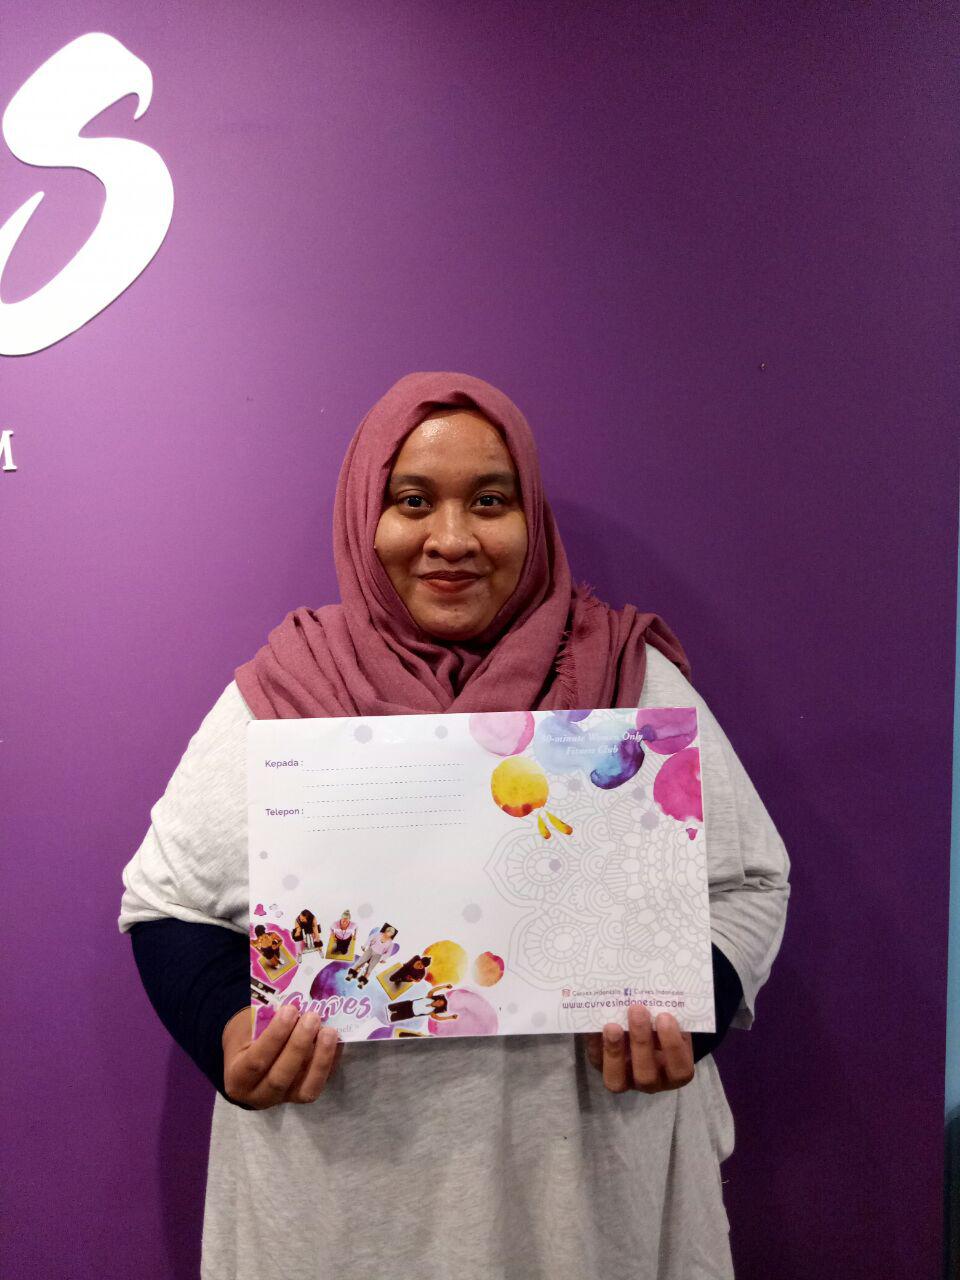 S
M
30-minute Women Only
Fitness Club
Kepada :
Telepon :
Curves
Curves Indonesia Curves Indonesia
www.curvesindonesia.com